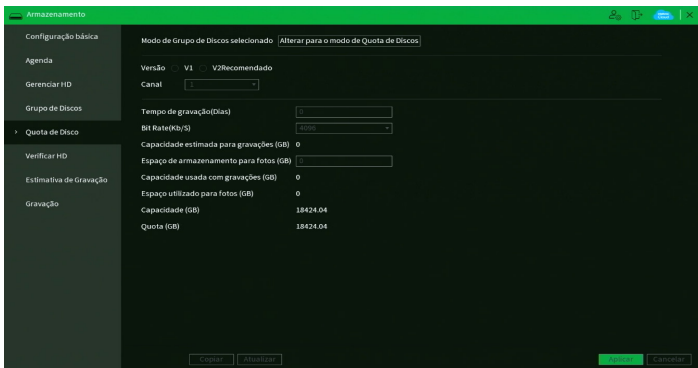 Armazenamento
Configuração básica
Agenda
Gerenciar HD
Grupo de Discos
> Quota de Disco
Verificar HD
Estimativa de Gravação
Gravação
Modo de Grupo de Discos selecionado Alterar para o modo de Quota de Discos
Versão V1 V2Recomendado
Canal 1
Tempo de gravação(Dias) 0
Bit Rate(Kb/S) 4096
Capacidade estimada para gravações (GB) 0
Espaço de armazenamento para fotos (GB) 0
Capacidade usada com gravações (GB) 0
Espaço utilizado para fotos (GB) 0
Capacidade (GB) 18424.04
Quota (GB) 18424.04
Copiar Atualizar
Aplicar Cancelar